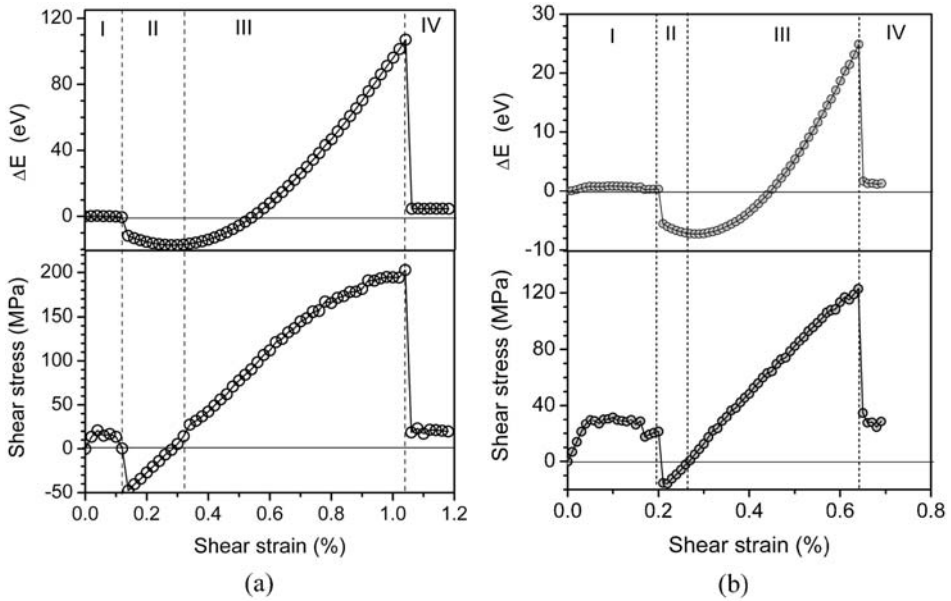 I II III IV
120
80
40
0
ΔE (eV)
200
150
100
50
0
-50
Shear stress (MPa)
0.0 0.2 0.4 0.6 0.8 1.0 1.2
Shear strain (%)
(a)
I II III IV
30
20
10
0
-10
ΔE (eV)
120
80
40
0
Shear stress (MPa)
0.0 0.2 0.4 0.6 0.8
Shear strain (%)
(b)